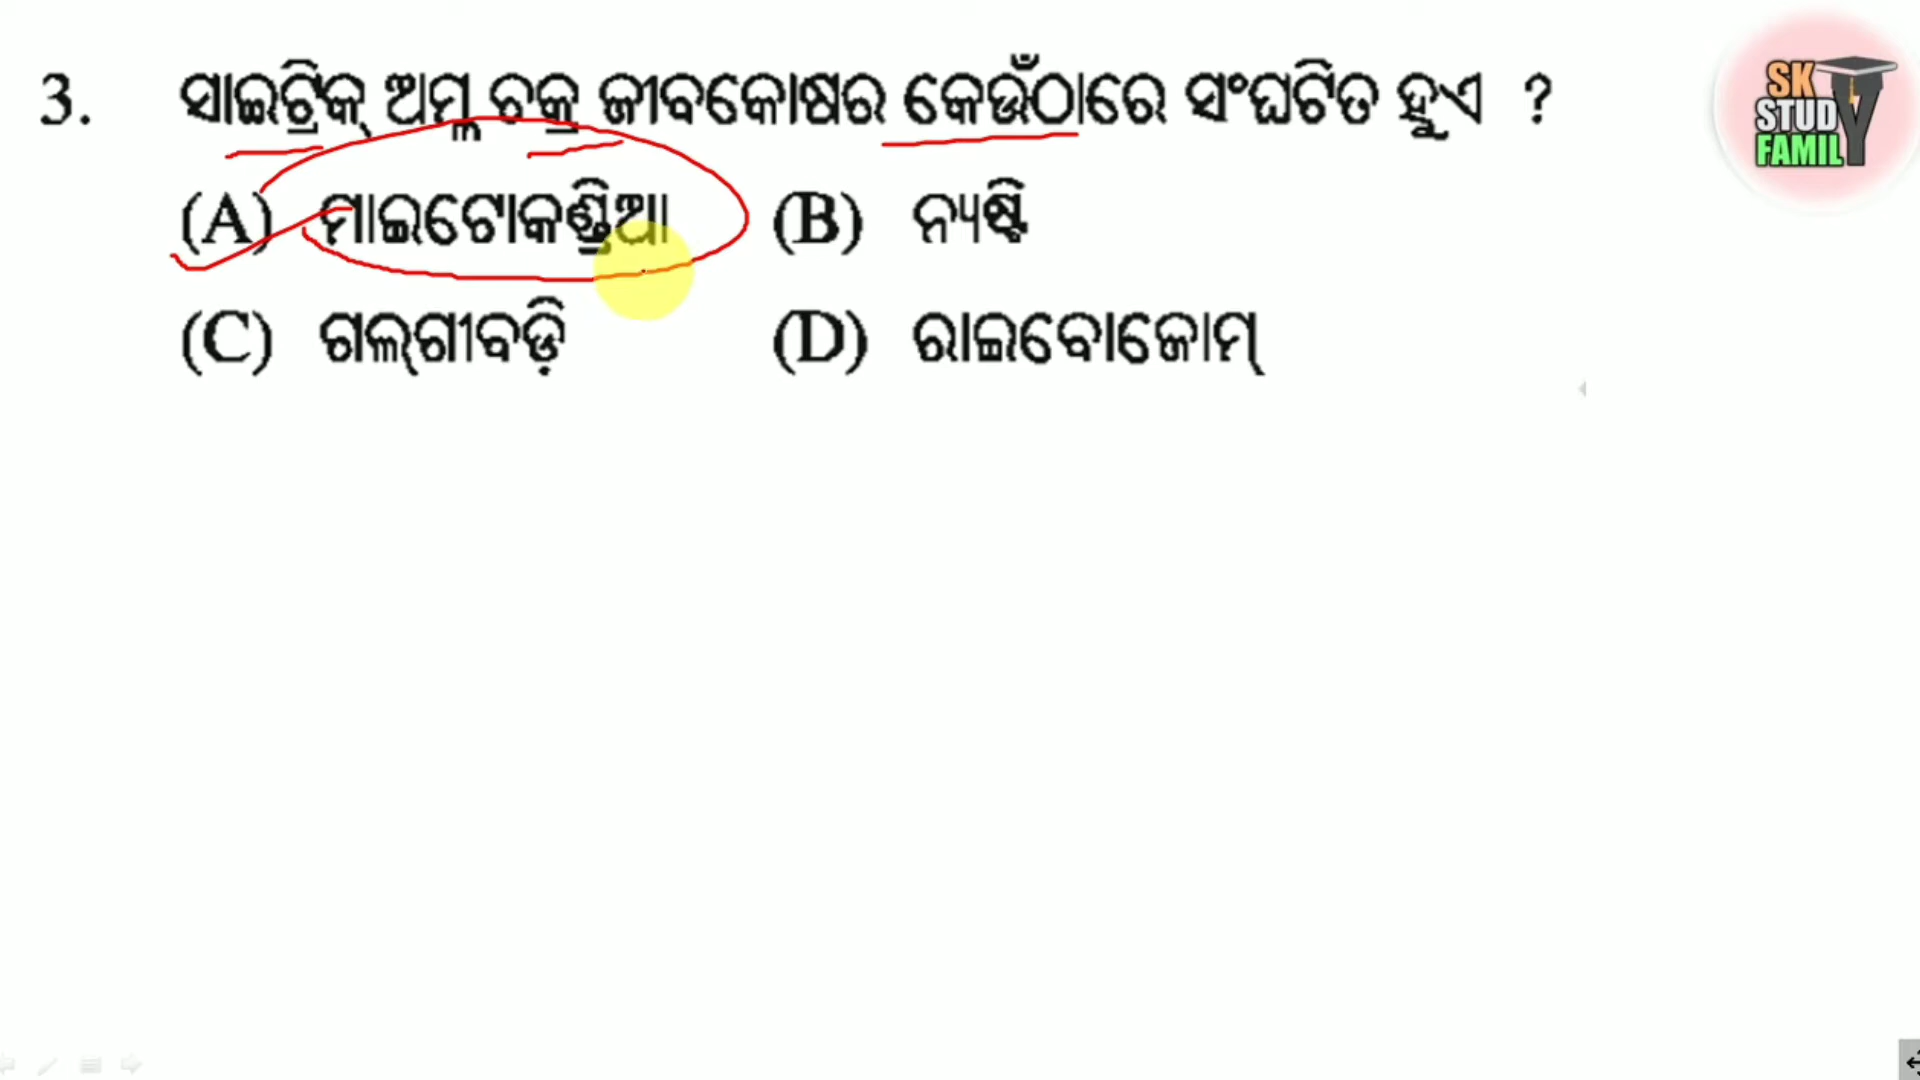 3. ସାଇଟ୍ରିକ୍ ଅମ୍ଳ ଚକ୍ର ଜୀବକୋଷର କେଉଁଠାରେ ସଂଘଟିତ ହୁଏ ?
(A) ମାଇଟୋକଣ୍ଡ୍ରିଆ (B) ନ୍ୟଷ୍ଟି
(C) ଗଲ୍‌ଗୀବଡ଼ି (D) ରାଇବୋଜୋମ୍
SK
STUDY
FAMILY